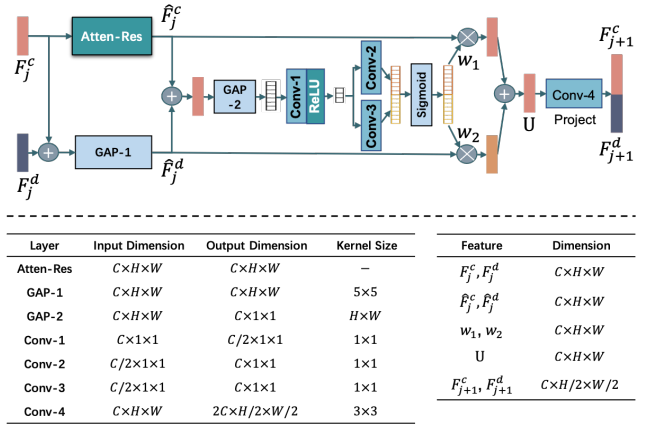 F̂_j^c
Atten-Res
F_j^c
w_1
F_{j+1}^c
GAP-2
Conv-1
ReLU
Conv-2
Conv-3
Sigmoid
U
Conv-4
Project
F_j^d
GAP-1
F̂_j^d
w_2
F_{j+1}^d
Layer Input Dimension Output Dimension Kernel Size
Atten-Res C×H×W C×H×W –
GAP-1 C×H×W C×H×W 5×5
GAP-2 C×H×W C×1×1 H×W
Conv-1 C×1×1 C/2×1×1 1×1
Conv-2 C/2×1×1 C×1×1 1×1
Conv-3 C/2×1×1 C×1×1 1×1
Conv-4 C×H×W 2C×H/2×W/2 3×3
Feature Dimension
F_j^c, F_j^d C×H×W
F̂_j^c, F̂_j^d C×H×W
w_1, w_2 C×H×W
U C×H×W
F_{j+1}^c, F_{j+1}^d C×H/2×W/2